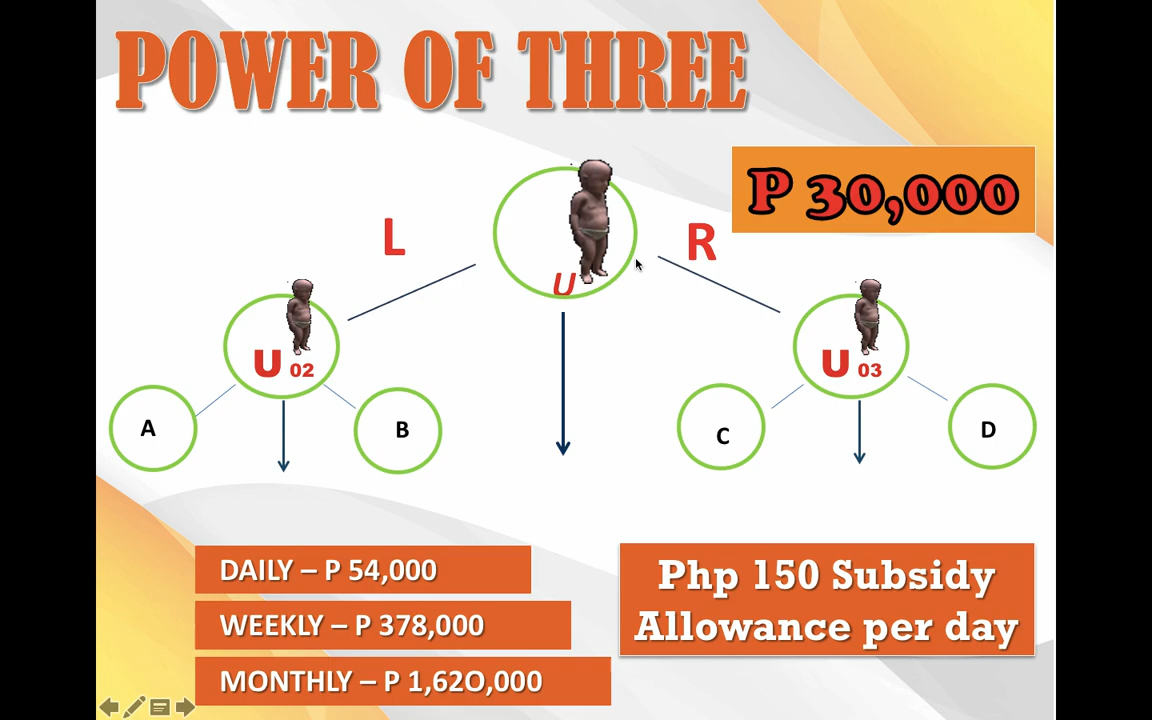 POWER OF THREE
P 30,000
L
R
U
U 02
U 03
A
B
C
D
DAILY – P 54,000
WEEKLY – P 378,000
MONTHLY – P 1,62O,000
Php 150 Subsidy
Allowance per day